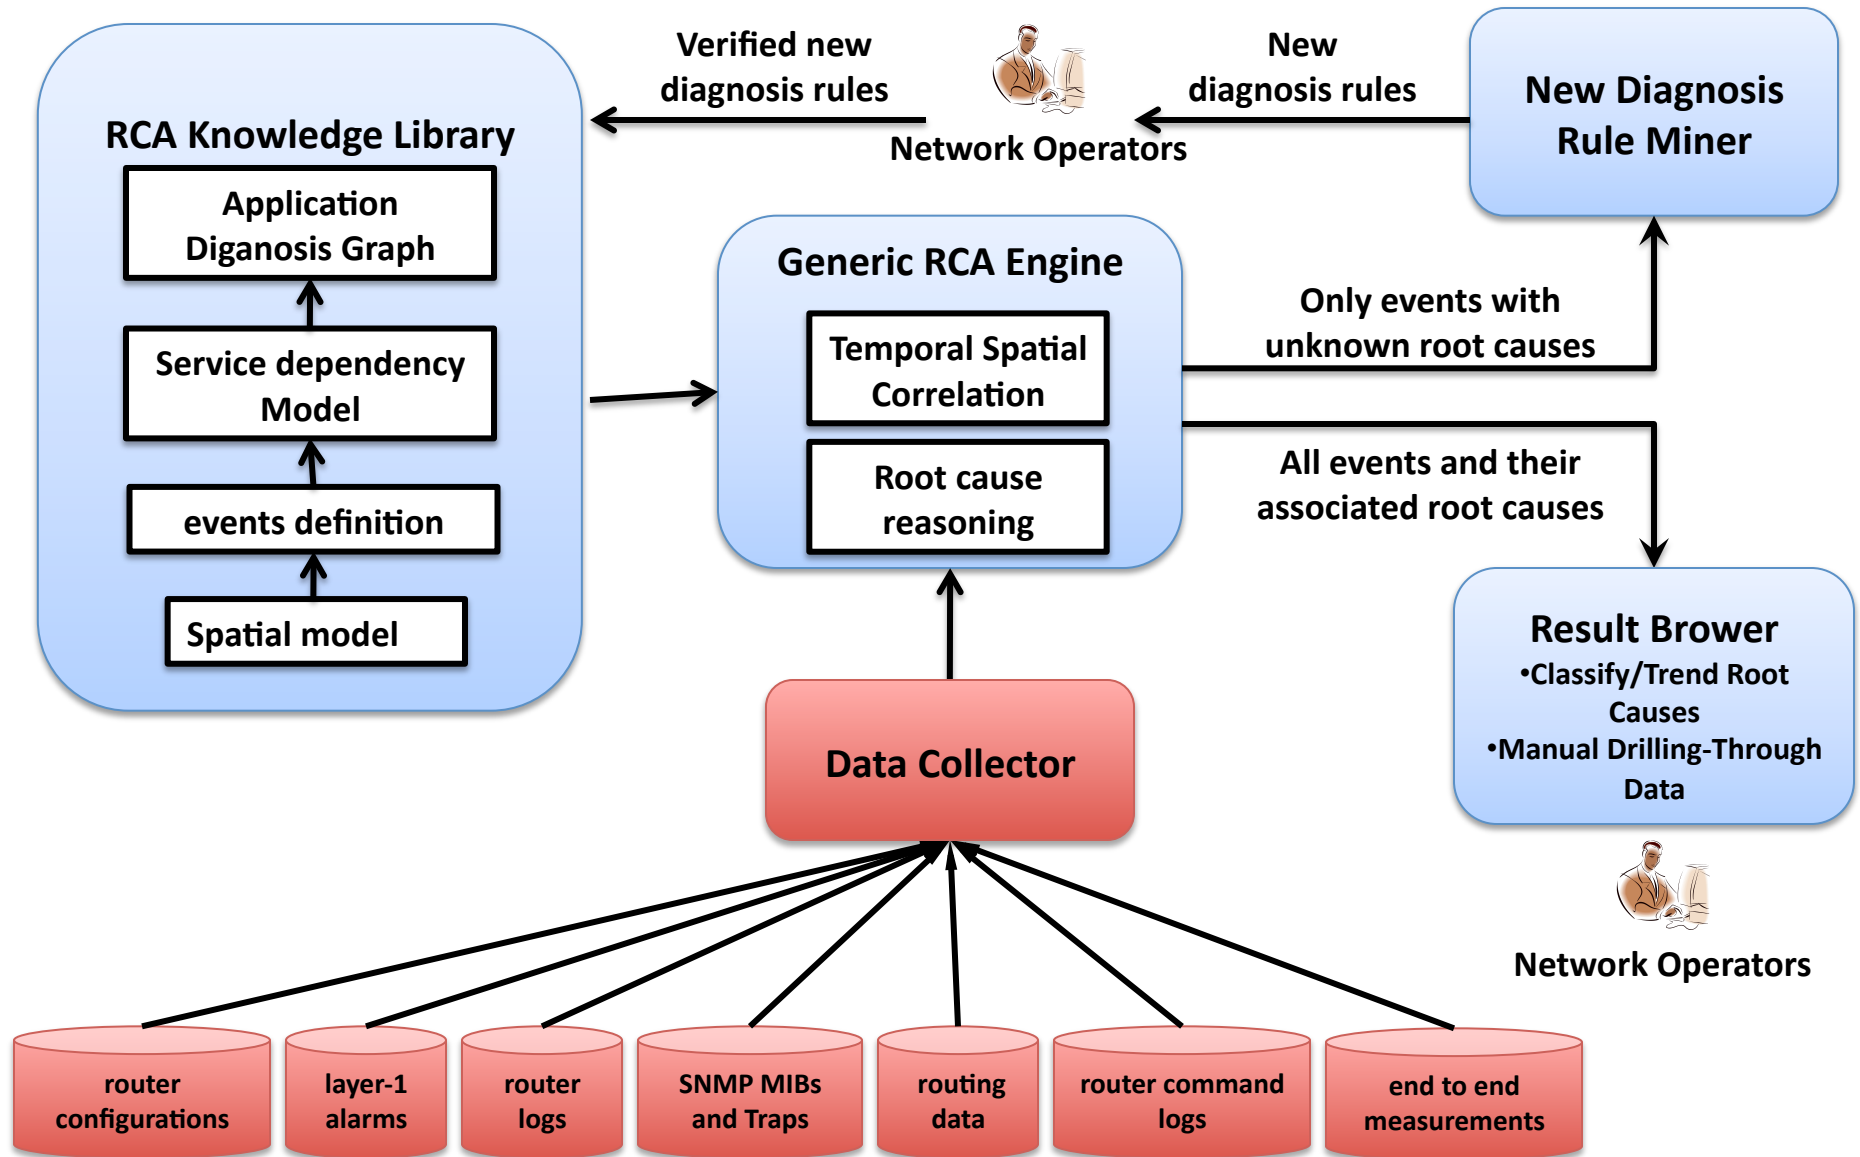 Verified new
diagnosis rules
New
diagnosis rules
Network Operators
New Diagnosis
Rule Miner
RCA Knowledge Library
Application
Diganosis Graph
Service dependency
Model
events definition
Spatial model
Generic RCA Engine
Temporal Spatial
Correlation
Root cause
reasoning
Only events with
unknown root causes
All events and their
associated root causes
Result Brower
•Classify/Trend Root
Causes
•Manual Drilling-Through
Data
Network Operators
Data Collector
router
configurations
layer-1
alarms
router
logs
SNMP MIBs
and Traps
routing
data
router command
logs
end to end
measurements